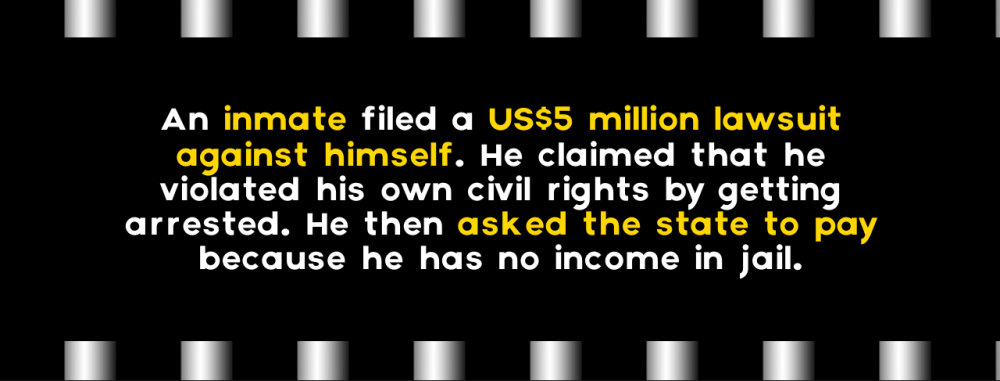 An inmate filed a US$5 million lawsuit
against himself. He claimed that he
violated his own civil rights by getting
arrested. He then asked the state to pay
because he has no income in jail.